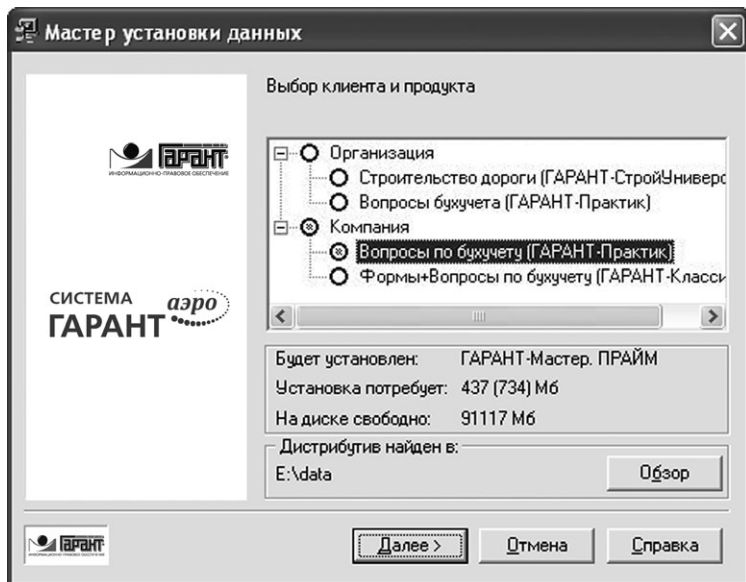 Мастер установки данных
Выбор клиента и продукта
ГАРАНТ
ИНФОРМАЦИОННО-ПРАВОВОЕ ОБЕСПЕЧЕНИЕ
Организация
Строительство дороги (ГАРАНТ-СтройУниверс
Вопросы бухучета (ГАРАНТ-Практик)
Компания
Вопросы по бухучету (ГАРАНТ-Практик)
Формы+Вопросы по бухучету (ГАРАНТ-Класси
СИСТЕМА
ГАРАНТ аэро
Будет установлен: ГАРАНТ-Мастер. ПРАЙМ
Установка потребует: 437 (734) Мб
На диске свободно: 91117 Мб
Дистрибутив найден в:
E:\data
Обзор
ГАРАНТ
Далее >
Отмена
Справка